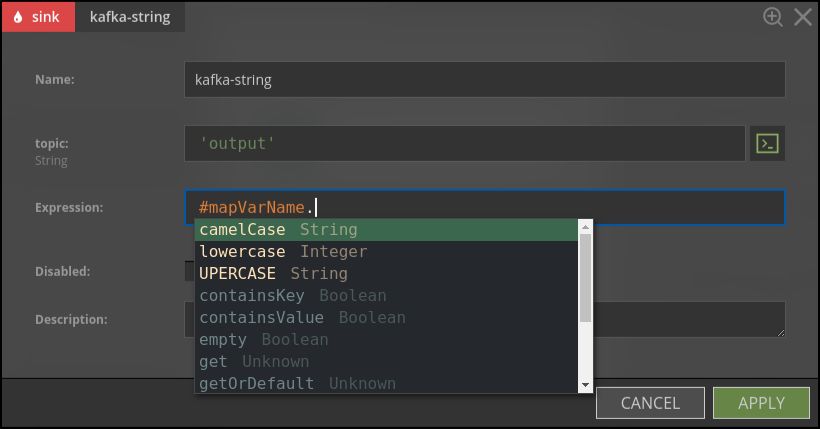 sink kafka-string
Name: kafka-string
topic: 'output'
String
Expression: #mapVarName.
camelCase String
lowercase Integer
Disabled:
UPERCASE String
containsKey Boolean
Description:
containsValue Boolean
empty Boolean
get Unknown
getOrDefault Unknown
CANCEL APPLY